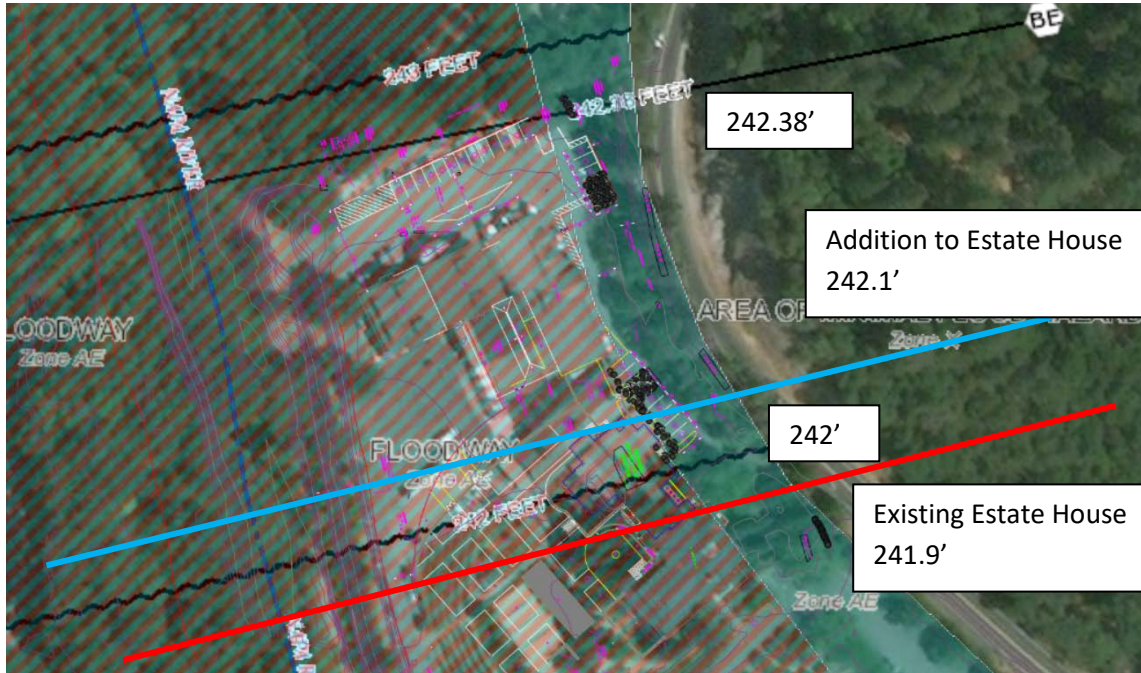 BE
243 FEET
242.38 FEET
242.38’
Addition to Estate House
242.1’
AREA OF
Zone X
FLOODWAY
Zone AE
FLOODWAY
Zone AE
242’
242 FEET
Existing Estate House
241.9’
Zone AE